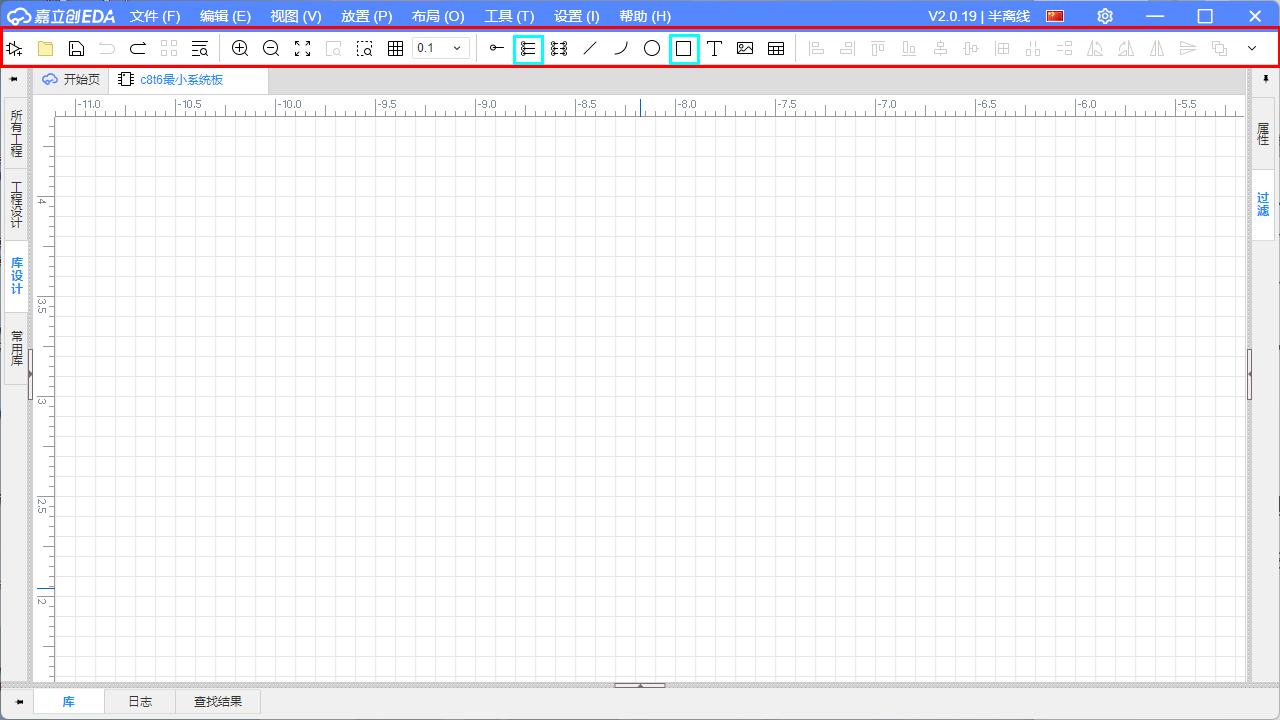 嘉立创EDA 文件 (F) 编辑 (E) 视图 (V) 放置 (P) 布局 (O) 工具 (T) 设置 (I) 帮助 (H) V2.0.19 | 半离线
0.1
开始页 c8t6最小系统板
-11.0 -10.5 -10.0 -9.5 -9.0 -8.5 -8.0 -7.5 -7.0 -6.5 -6.0 -5.5
所有工程
工程设计
库设计
常用库
4
3.5
3
2.5
2
属性
过滤
库 日志 查找结果